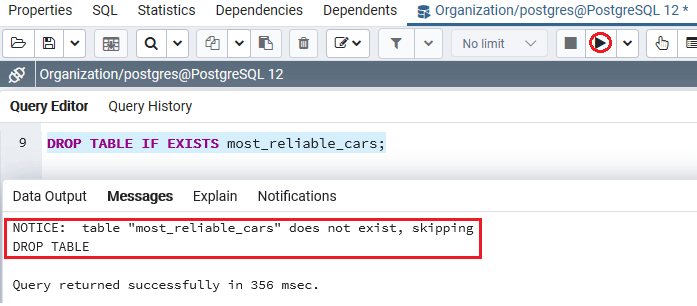 Properties SQL Statistics Dependencies Dependents Organization/postgres@PostgreSQL 12 *
No limit
Organization/postgres@PostgreSQL 12
Query Editor Query History
9 DROP TABLE IF EXISTS most_reliable_cars;
Data Output Messages Explain Notifications
NOTICE:  table "most_reliable_cars" does not exist, skipping
DROP TABLE
Query returned successfully in 356 msec.